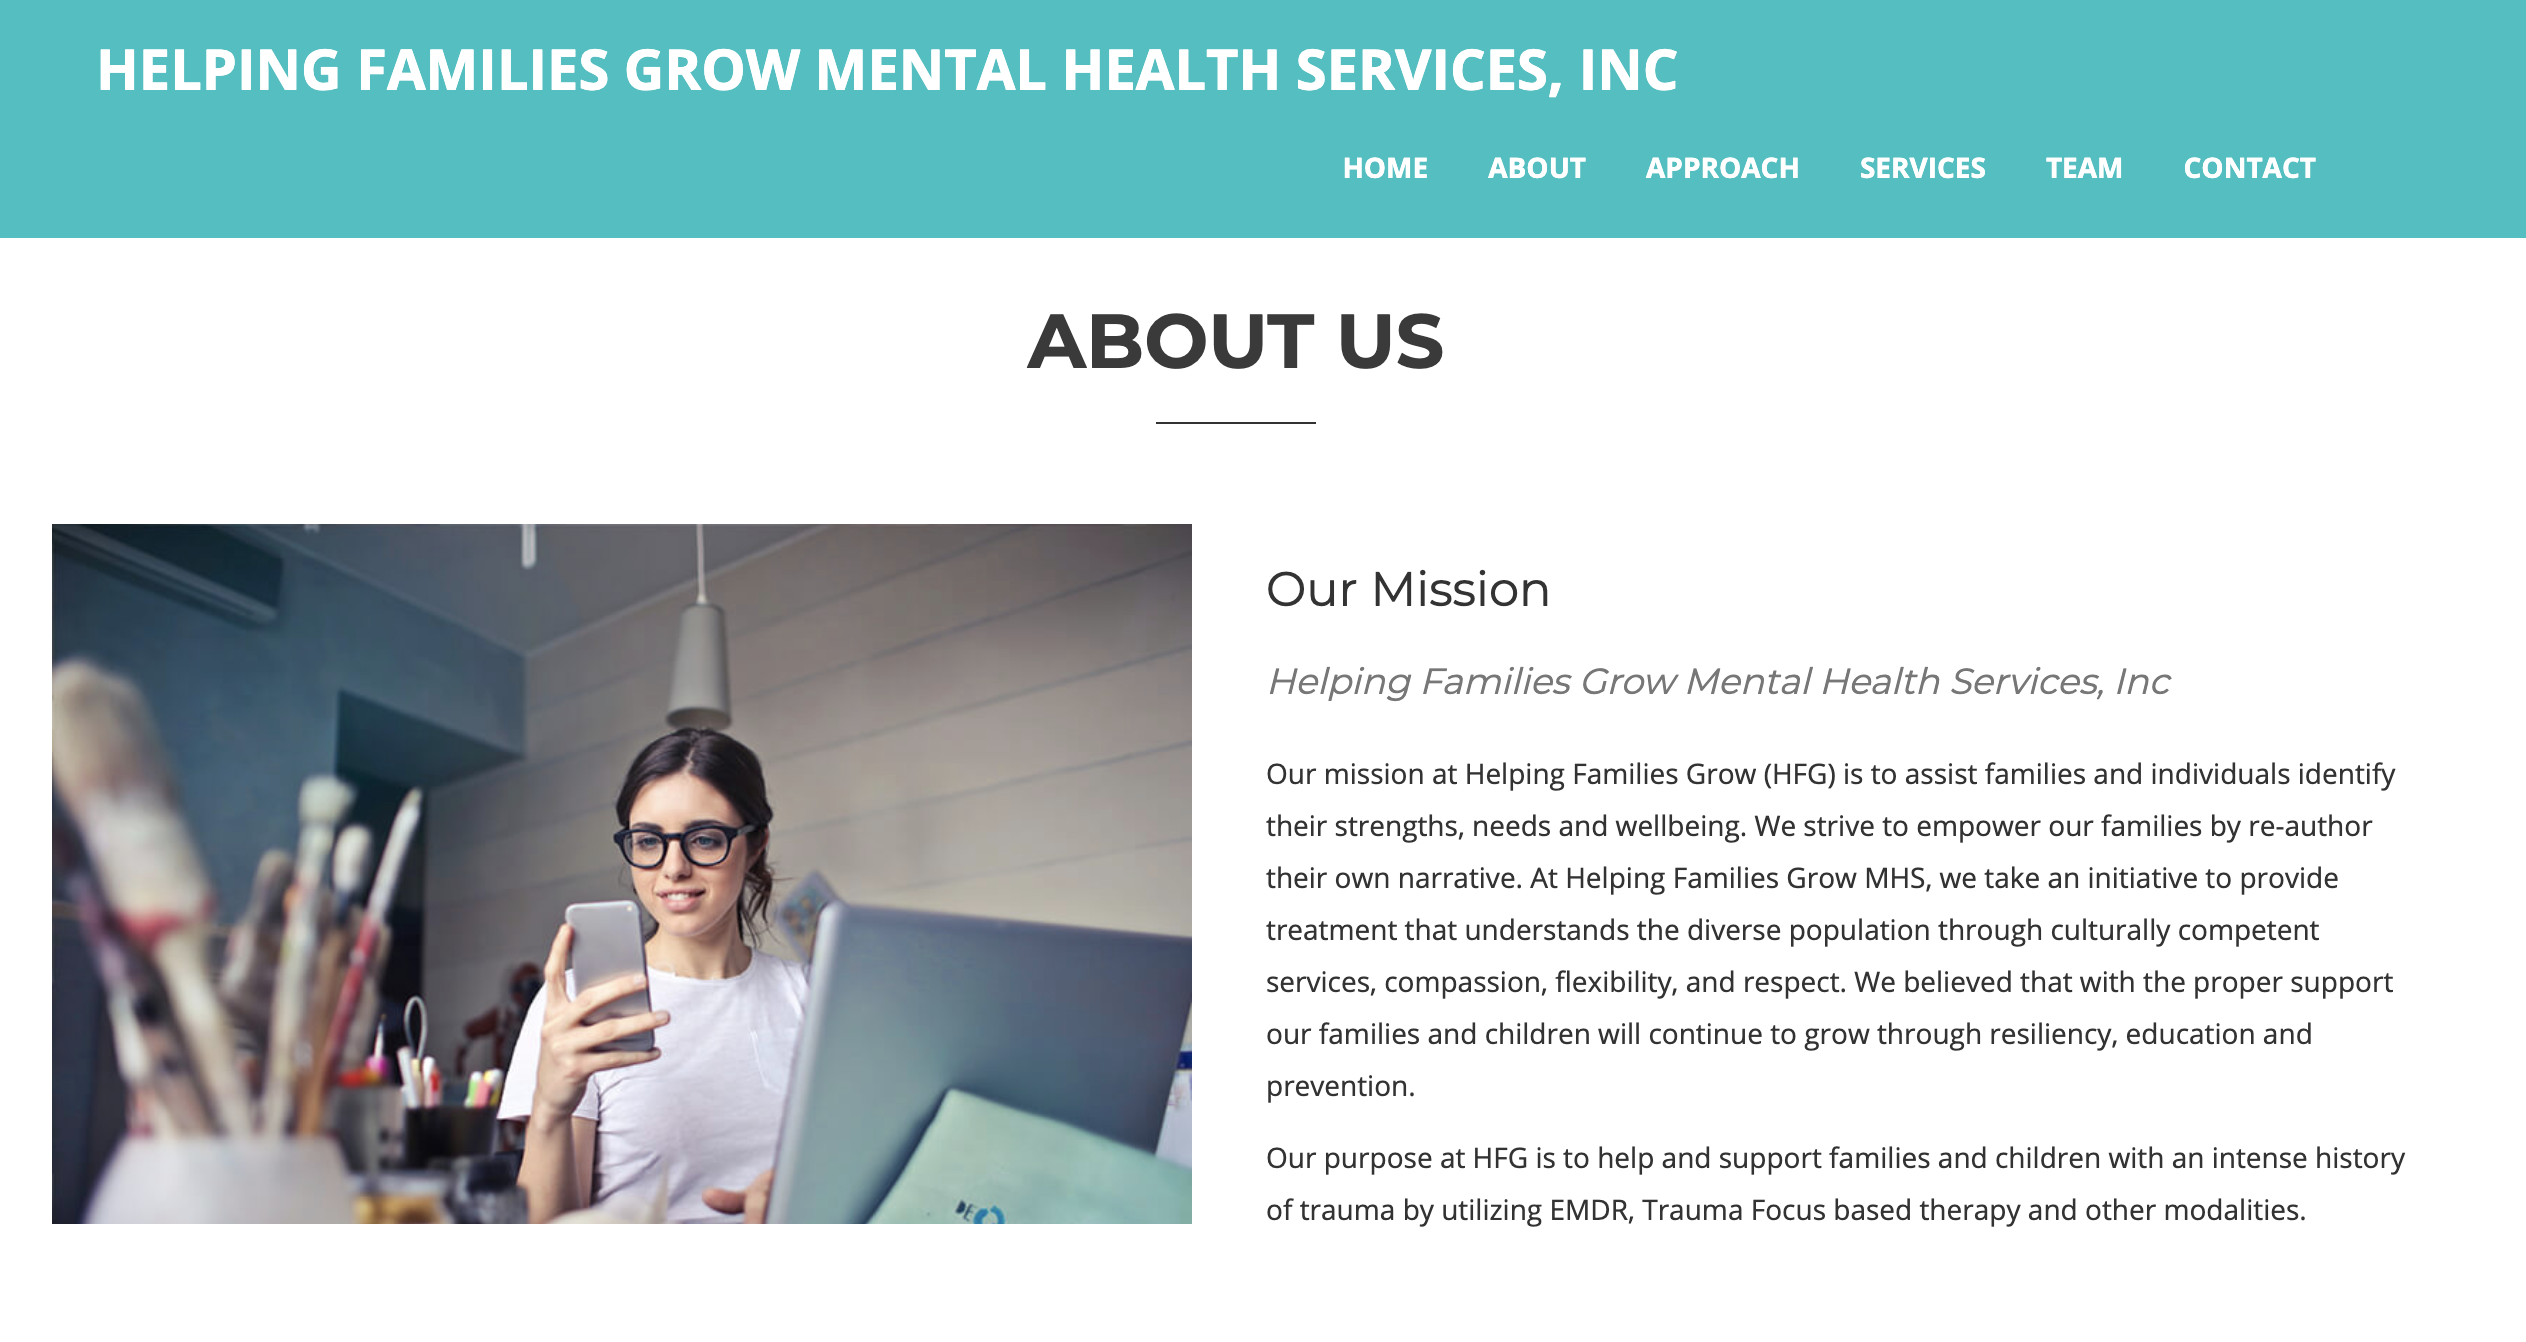 HELPING FAMILIES GROW MENTAL HEALTH SERVICES, INC
HOME ABOUT APPROACH SERVICES TEAM CONTACT
ABOUT US
Our Mission
Helping Families Grow Mental Health Services, Inc
Our mission at Helping Families Grow (HFG) is to assist families and individuals identify
their strengths, needs and wellbeing. We strive to empower our families by re-author
their own narrative. At Helping Families Grow MHS, we take an initiative to provide
treatment that understands the diverse population through culturally competent
services, compassion, flexibility, and respect. We believed that with the proper support
our families and children will continue to grow through resiliency, education and
prevention.
Our purpose at HFG is to help and support families and children with an intense history
of trauma by utilizing EMDR, Trauma Focus based therapy and other modalities.